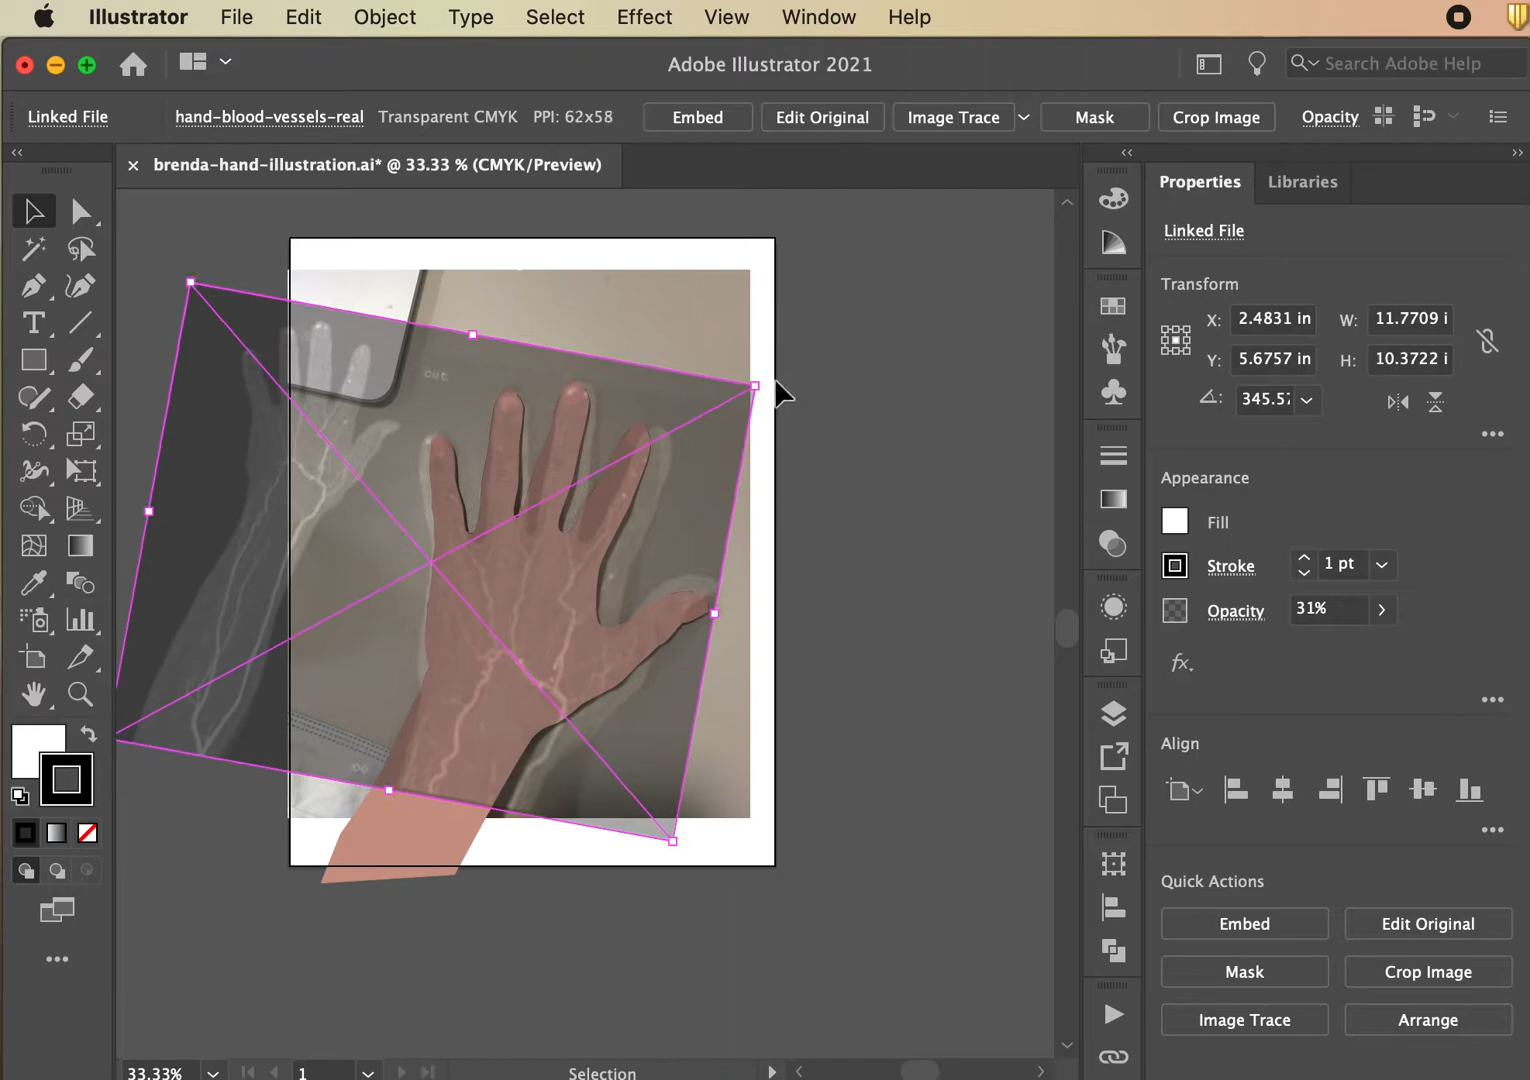 Illustrator File Edit Object Type Select Effect View Window Help
Adobe Illustrator 2021
Search Adobe Help
Linked File hand-blood-vessels-real Transparent CMYK PPI: 62x58 Embed Edit Original Image Trace Mask Crop Image Opacity
× brenda-hand-illustration.ai* @ 33.33 % (CMYK/Preview)
Properties Libraries
Linked File
Transform
X: 2.4831 in W: 11.7709 i
Y: 5.6757 in H: 10.3722 i
345.5
cut
Appearance
Fill
Stroke 1 pt
Opacity 31%
fx.
Align
Quick Actions
Embed Edit Original
Mask Crop Image
Image Trace Arrange
33.33% 1 Selection